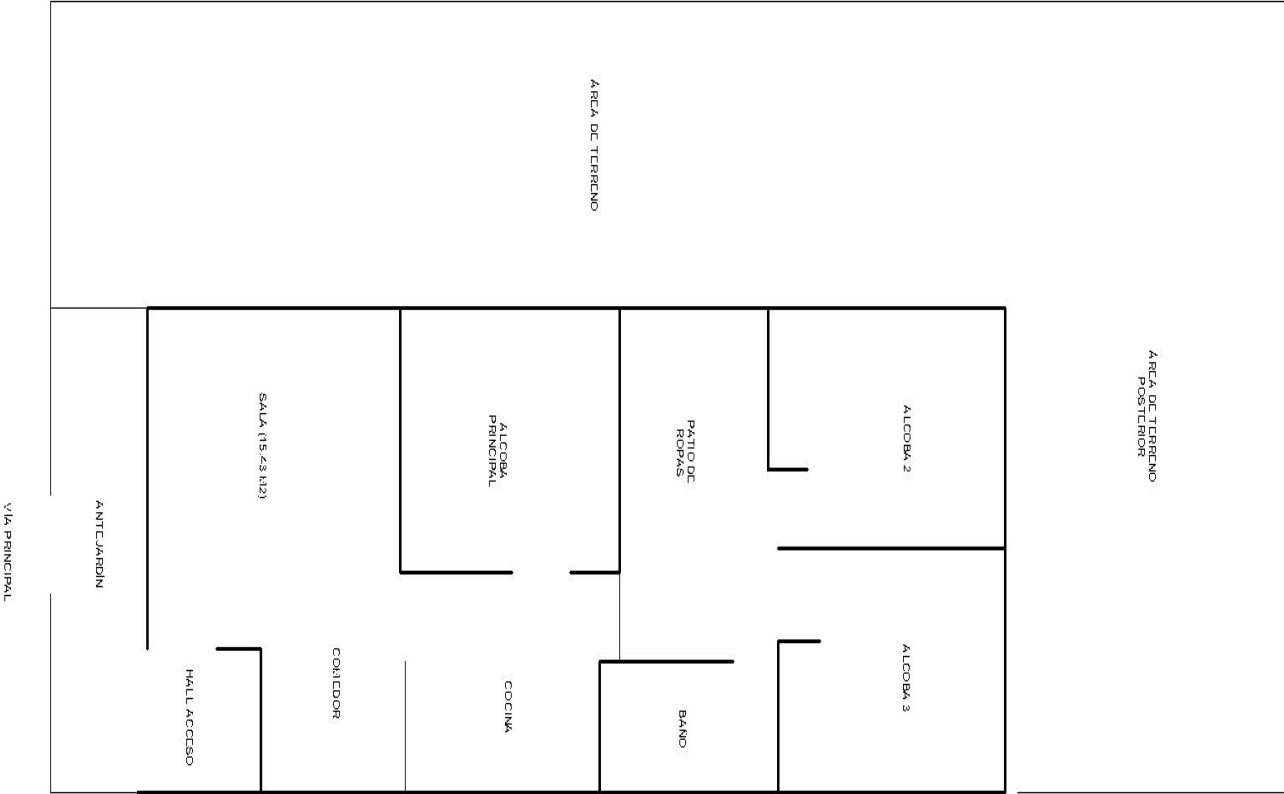 ÁREA DE TERRENO
ÁREA DE TERRENO
POSTERIOR
SALA (15.43 M2)
ALCOBA
PRINCIPAL
PATIO DE
ROPAS
ALCOBA 2
ANTEJARDÍN
VÍA PRINCIPAL
HALL ACCESO
COMEDOR
COCINA
BAÑO
ALCOBA 3